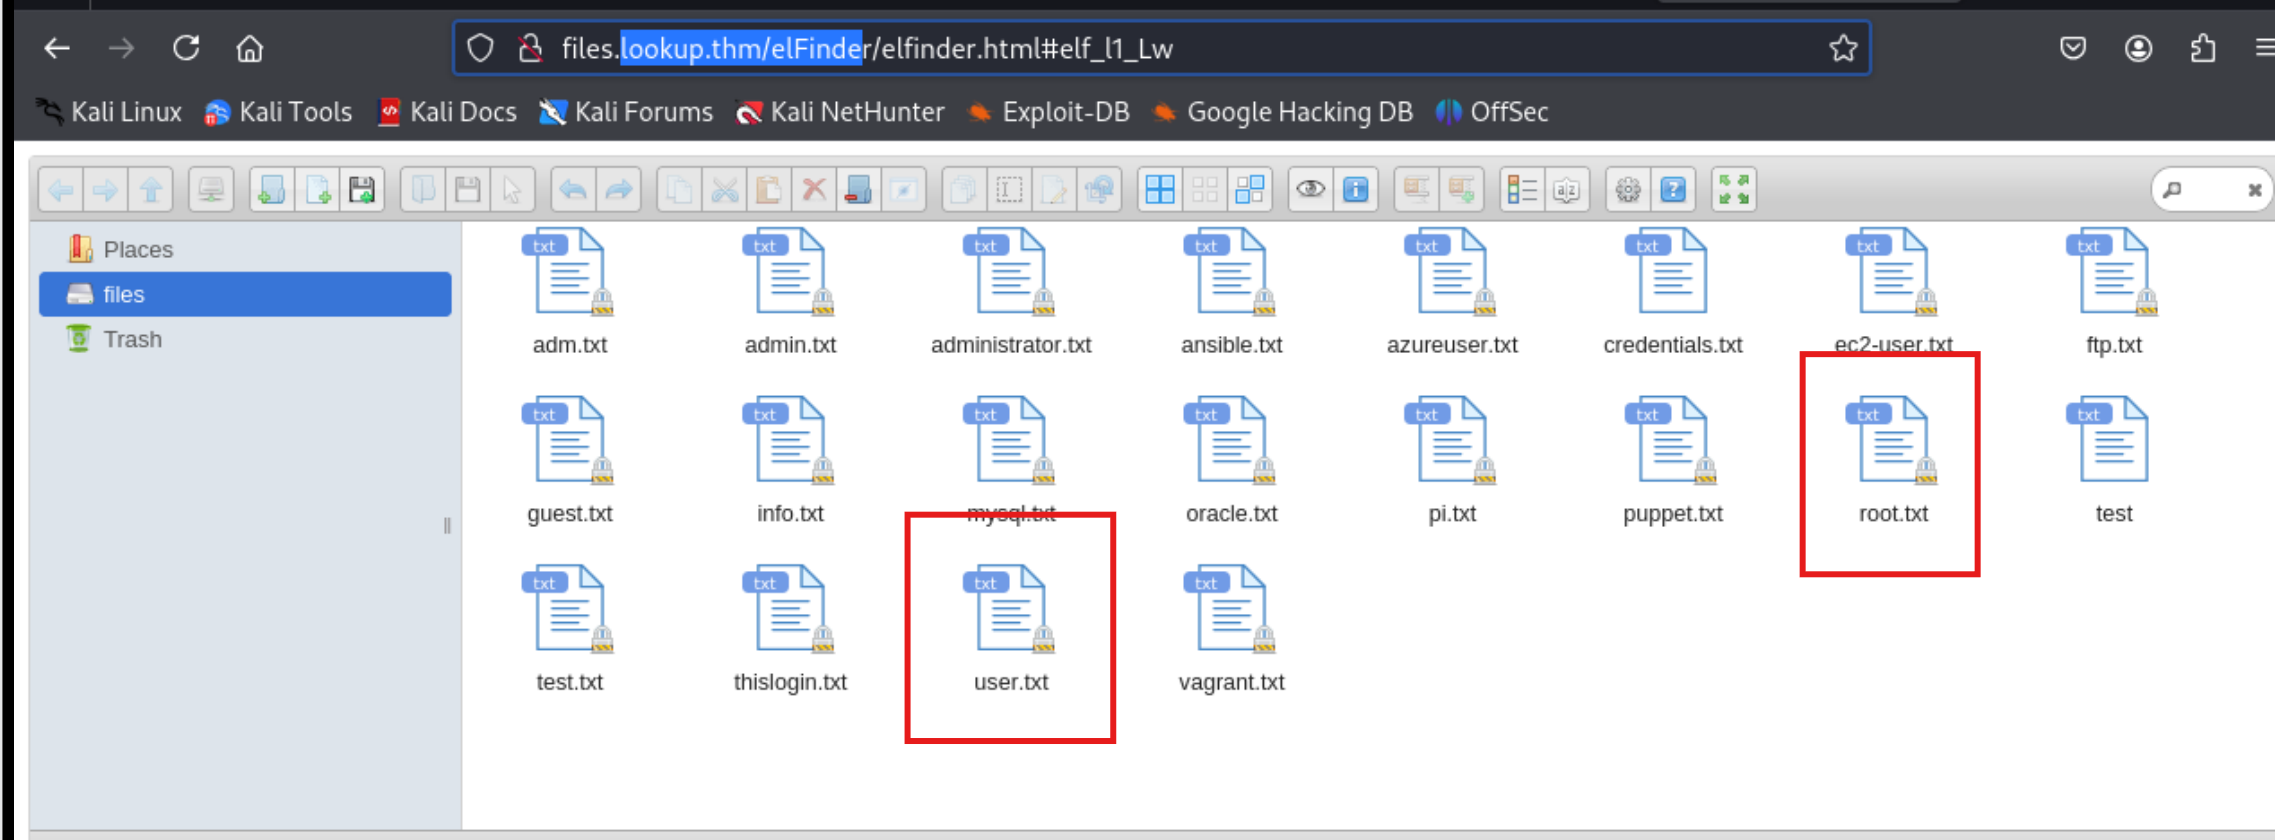 files.lookup.thm/elFinder/elfinder.html#elf_l1_Lw
Kali Linux Kali Tools Kali Docs Kali Forums Kali NetHunter Exploit-DB Google Hacking DB OffSec
Places
files
Trash
txt txt txt txt txt txt txt txt
adm.txt admin.txt administrator.txt ansible.txt azureuser.txt credentials.txt ec2-user.txt ftp.txt
txt txt txt txt txt txt txt txt
guest.txt info.txt mysql.txt oracle.txt pi.txt puppet.txt root.txt test
txt txt txt txt
test.txt thislogin.txt user.txt vagrant.txt